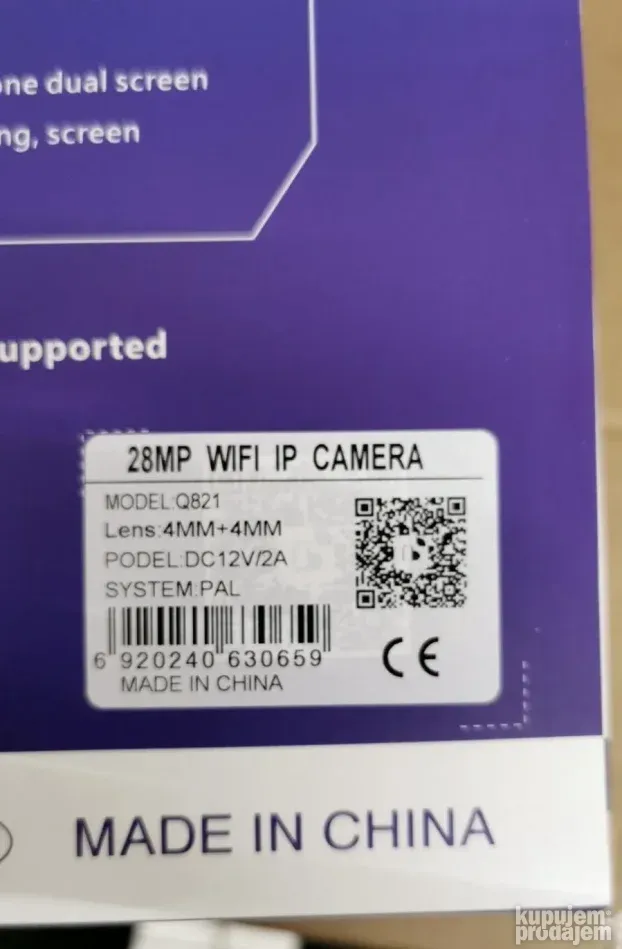 one dual screen
ng, screen
upported
28MP WIFI IP CAMERA
MODEL:Q821
Lens:4MM+4MM
PODEL:DC12V/2A
SYSTEM:PAL
6 920240 630659
MADE IN CHINA
CE
MADE IN CHINA
kupujem
prodajem